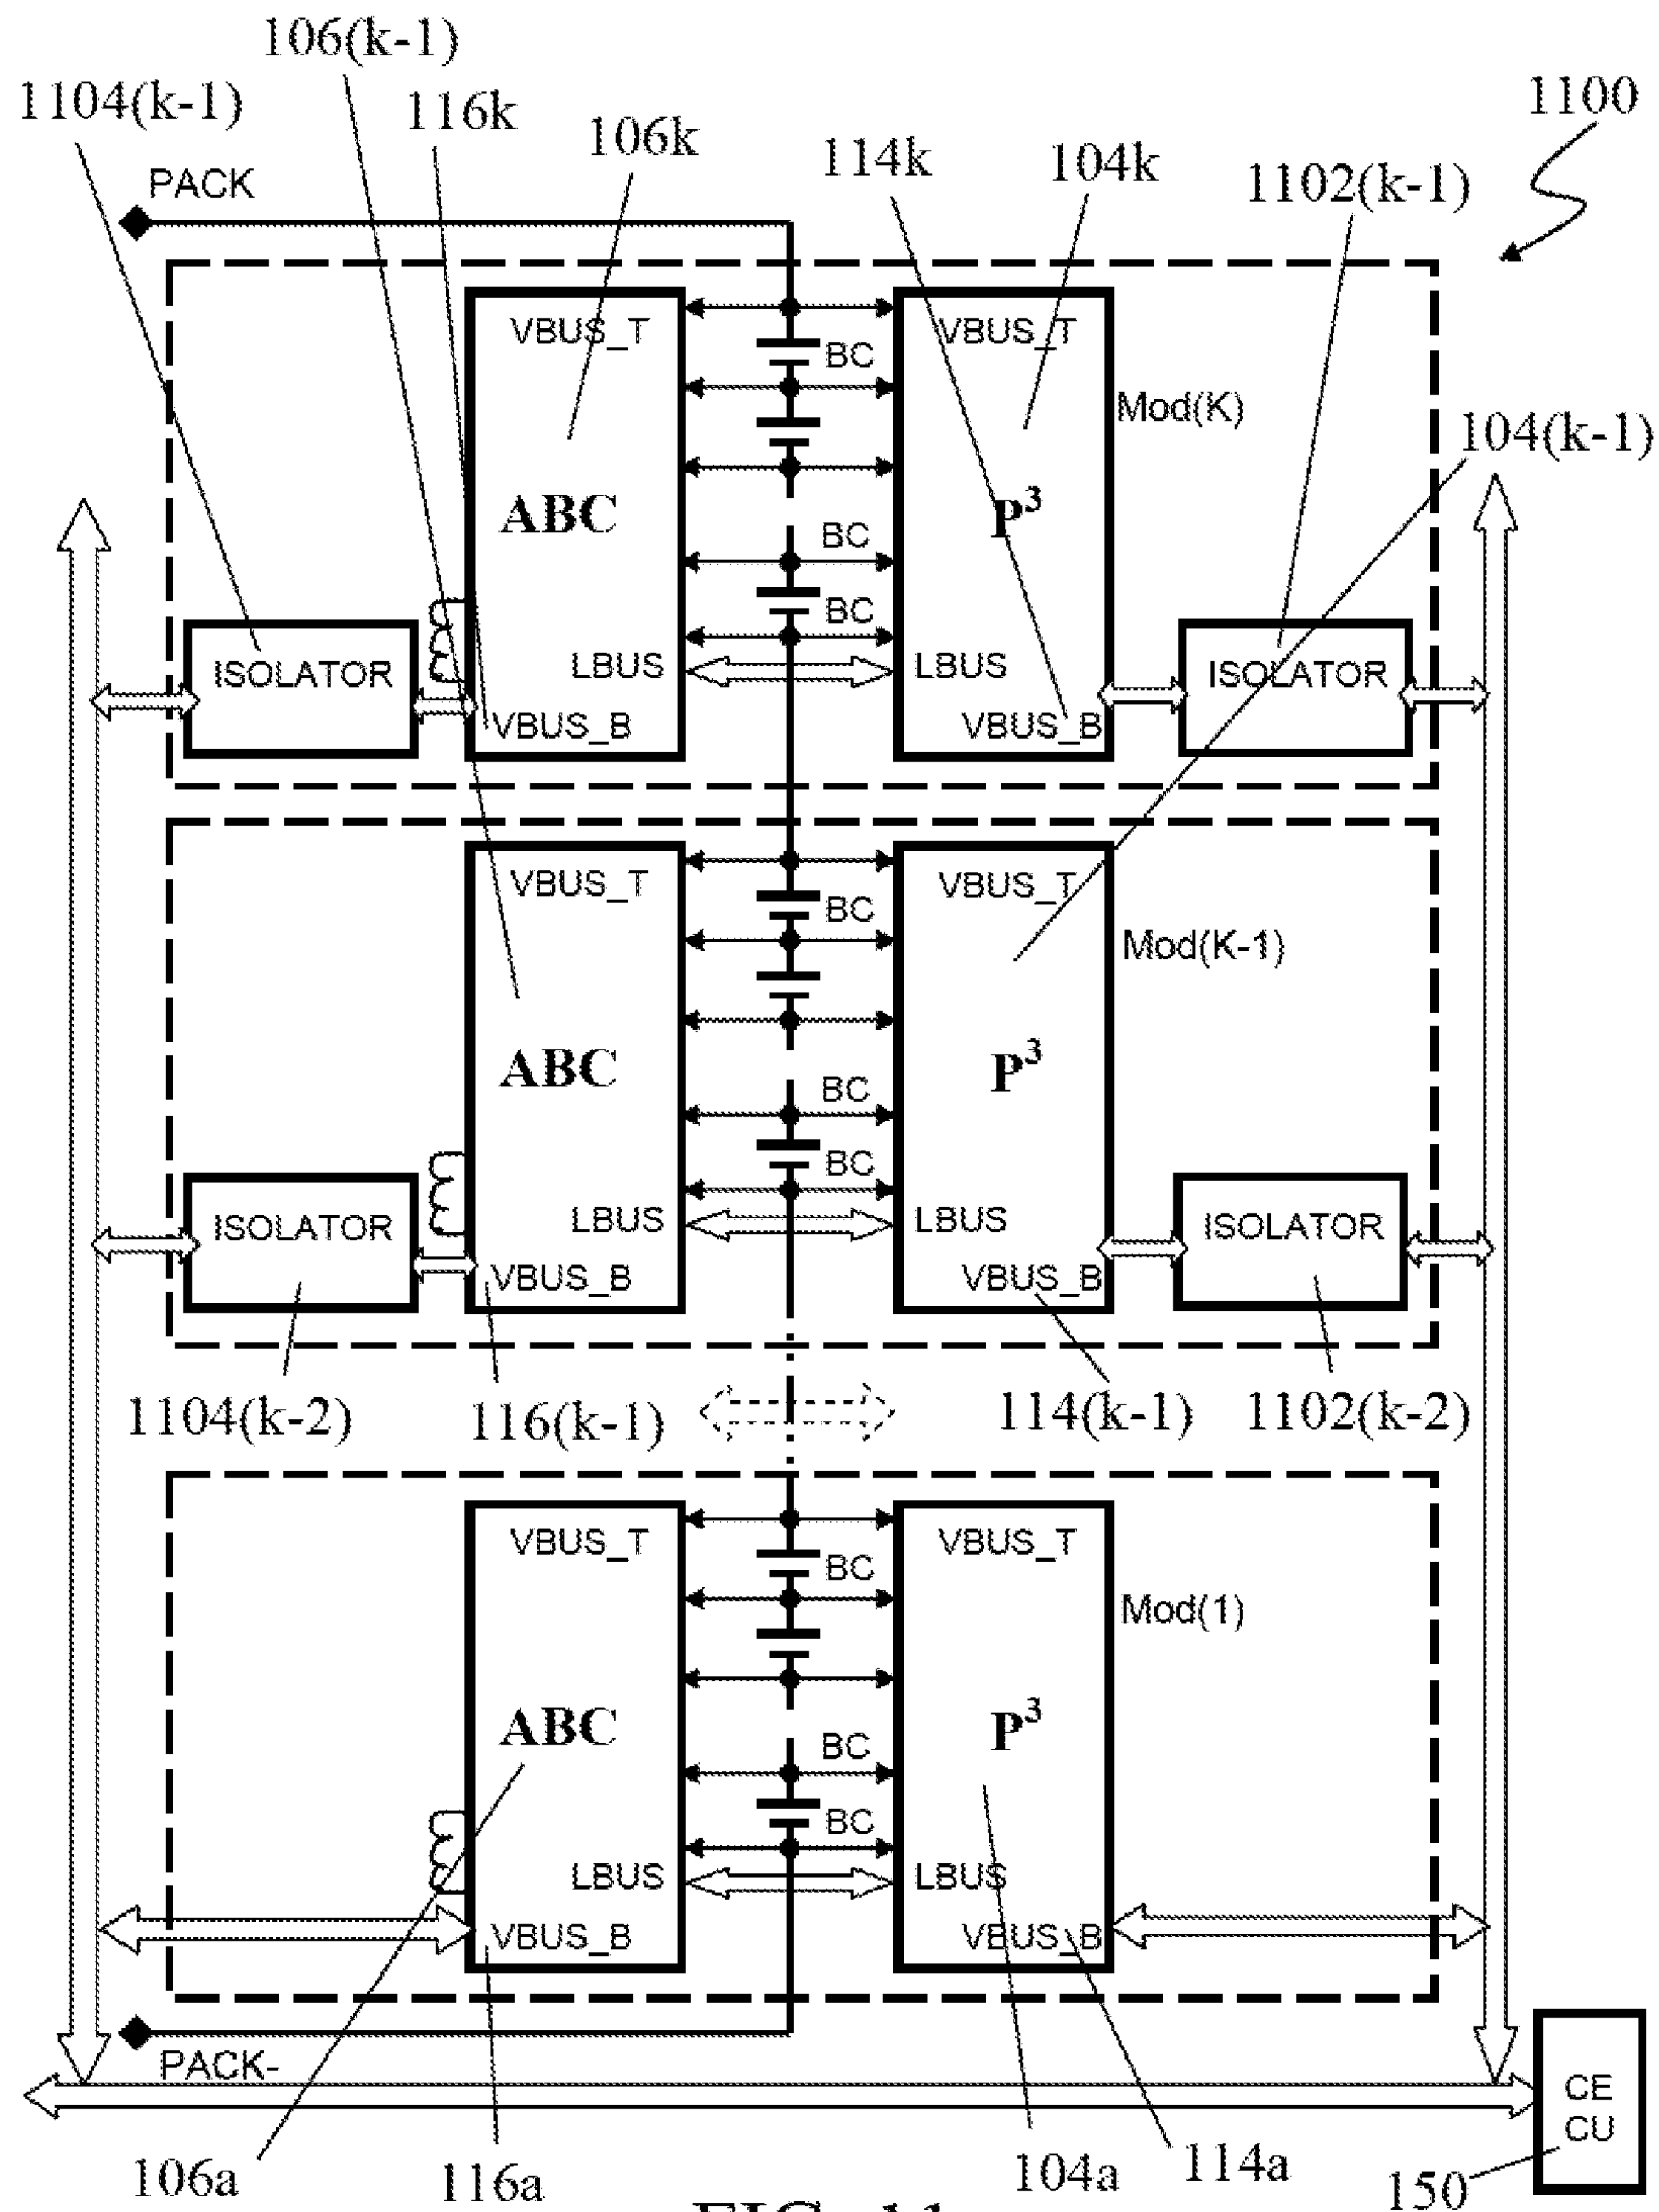 106(k-1)
1104(k-1)
116k
106k
114k
104k
1102(k-1)
1100
PACK
VBUS_T
BC
VBUS_T
Mod(K)
104(k-1)
ABC
BC
P³
BC
ISOLATOR
LBUS
LBUS
ISOLATOR
VBUS_B
VBUS_B
VBUS_T
BC
VBUS_T
Mod(K-1)
ABC
BC
P³
BC
ISOLATOR
LBUS
LBUS
ISOLATOR
VBUS_B
VBUS_B
1104(k-2)
116(k-1)
114(k-1)
1102(k-2)
VBUS_T
BC
VBUS_T
Mod(1)
ABC
BC
P³
BC
LBUS
LBUS
VBUS_B
VBUS_B
PACK-
CE
CU
106a
116a
104a
114a
150